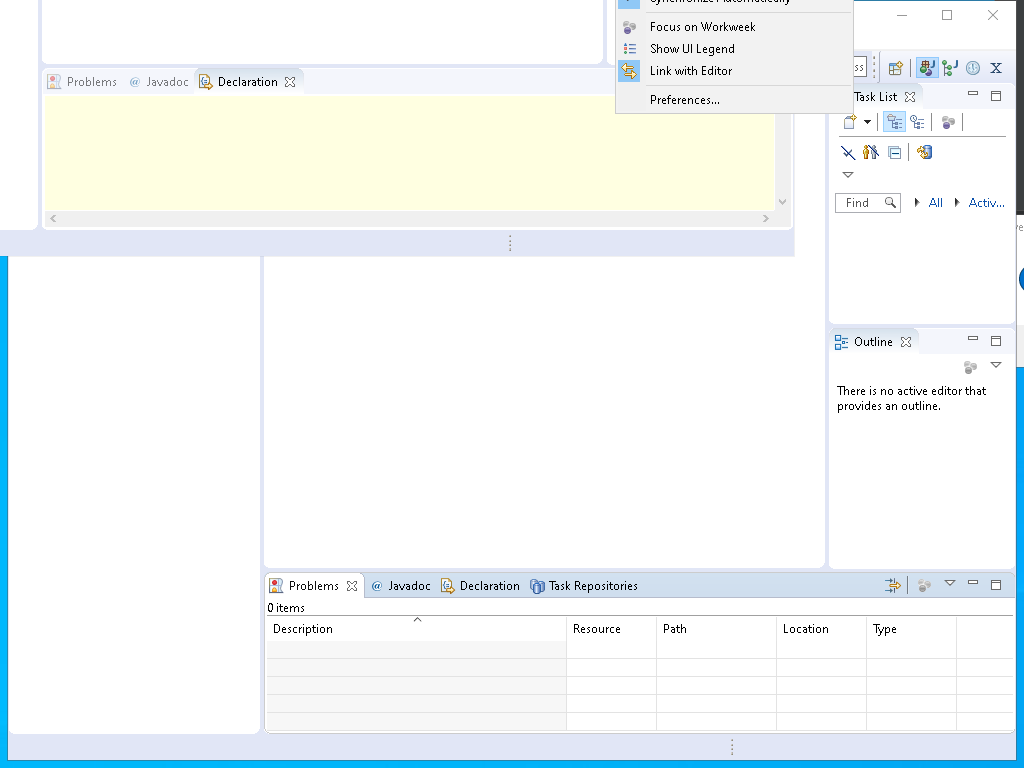 Synchronize Automatically
Focus on Workweek
Show UI Legend
Link with Editor
Preferences...
ss
Problems @ Javadoc Declaration
Task List
Find All Activ...
Outline
There is no active editor that
provides an outline.
Problems @ Javadoc Declaration Task Repositories
0 items
Description Resource Path Location Type